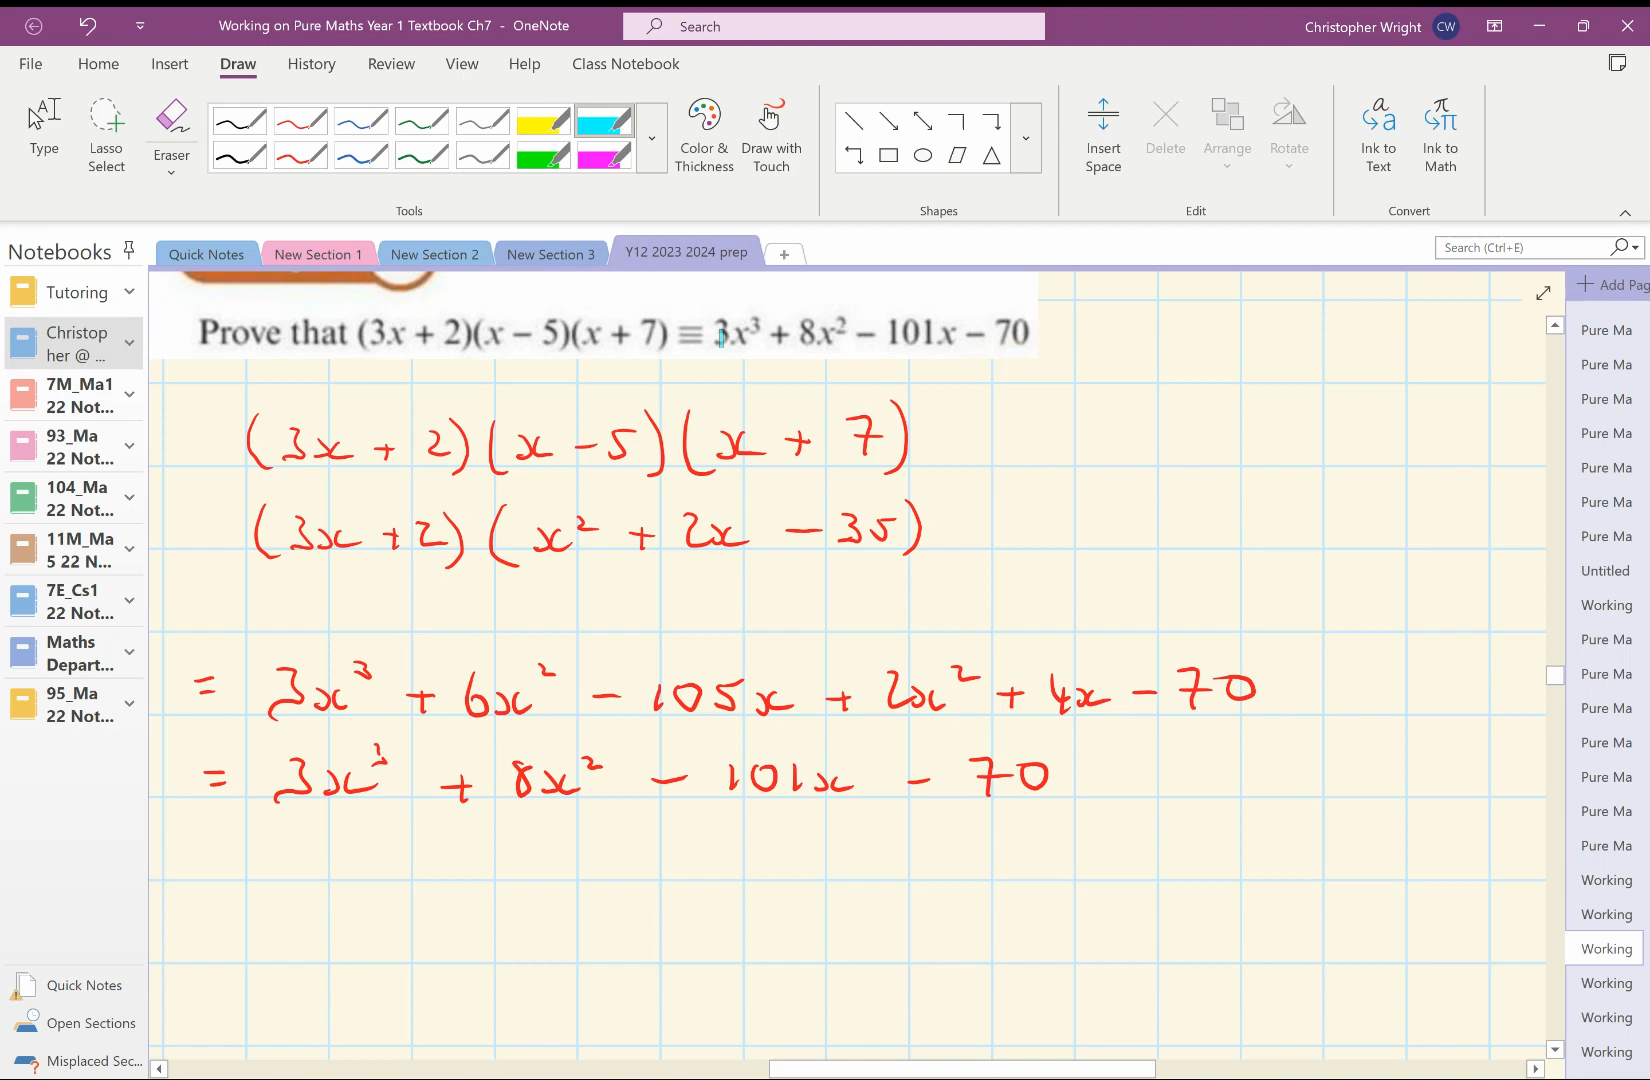 Working on Pure Maths Year 1 Textbook Ch7 - OneNote
Search
Christopher Wright CW
File Home Insert Draw History Review View Help Class Notebook
Type
Lasso Select
Eraser
Color & Thickness
Draw with Touch
Insert Space
Delete
Arrange
Rotate
Ink to Text
Ink to Math
Tools Shapes Edit Convert
Notebooks
Quick Notes New Section 1 New Section 2 New Section 3 Y12 2023 2024 prep +
Search (Ctrl+E)
Tutoring
Christop
her @ ...
7M_Ma1
22 Not...
93_Ma
22 Not...
104_Ma
22 Not...
11M_Ma
5 22 N...
7E_Cs1
22 Not...
Maths
Depart...
95_Ma
22 Not...
Quick Notes
Open Sections
Misplaced Sec...
Prove that (3x + 2)(x − 5)(x + 7) ≡ 3x³ + 8x² − 101x − 70
(3x + 2)(x − 5)(x + 7)
(3x + 2)(x² + 2x − 35)
= 3x³ + 6x² − 105x + 2x² + 4x − 70
= 3x³ + 8x² − 101x − 70
Add Pag
Pure Ma
Pure Ma
Pure Ma
Pure Ma
Pure Ma
Pure Ma
Pure Ma
Untitled
Working
Pure Ma
Pure Ma
Pure Ma
Pure Ma
Pure Ma
Pure Ma
Pure Ma
Working
Working
Working
Working
Working
Working